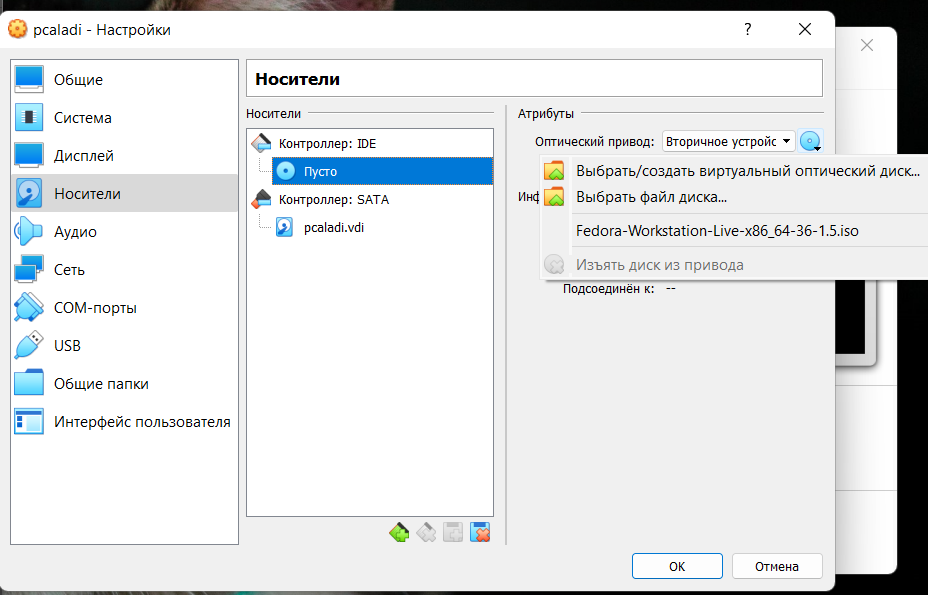 pcaladi - Настройки
?
Общие
Система
Дисплей
Носители
Аудио
Сеть
COM-порты
USB
Общие папки
Интерфейс пользователя
Носители
Носители
Контроллер: IDE
Пусто
Контроллер: SATA
pcaladi.vdi
Атрибуты
Оптический привод: Вторичное устройс
Выбрать/создать виртуальный оптический диск...
Выбрать файл диска...
Fedora-Workstation-Live-x86_64-36-1.5.iso
Изъять диск из привода
Инф
Подсоединён к: --
OK
Отмена